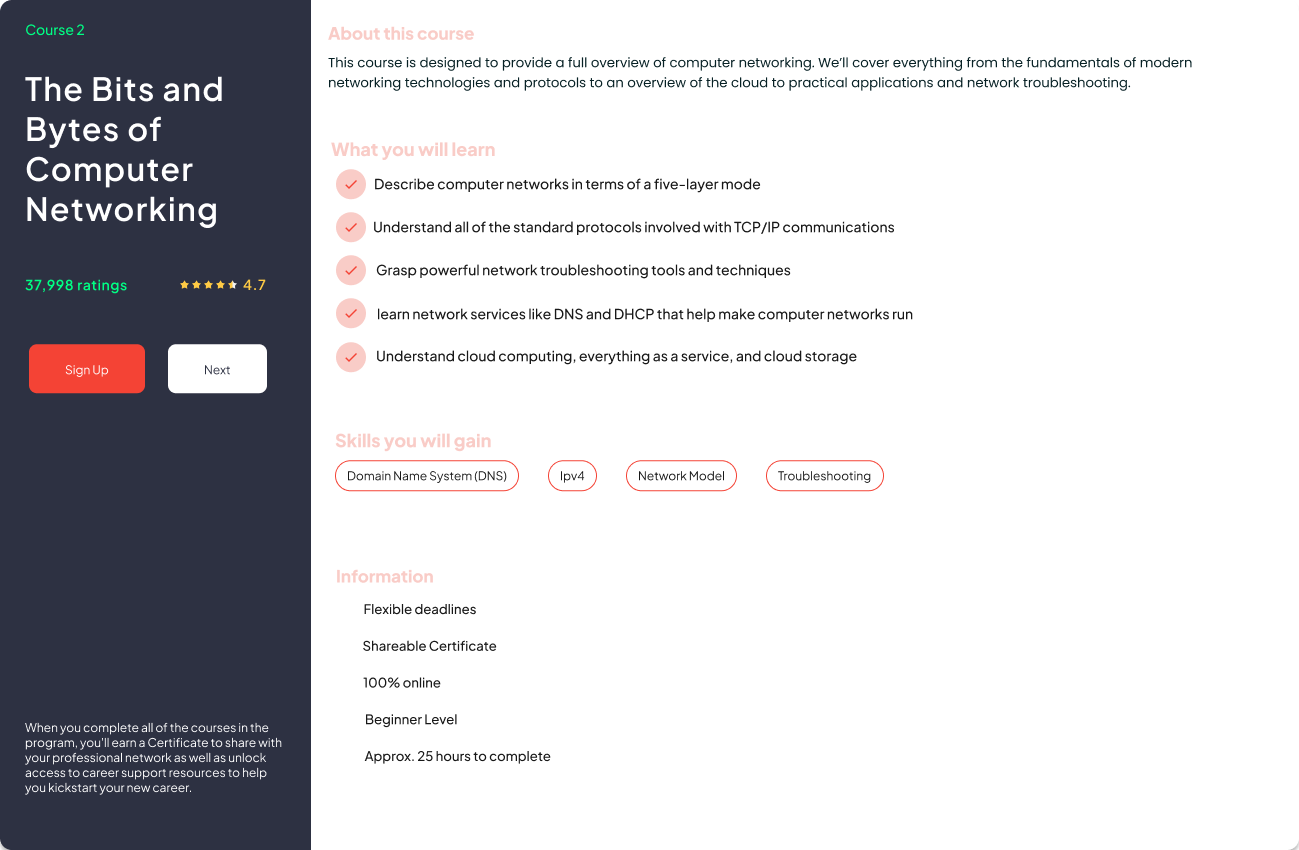 Course 2
The Bits and
Bytes of
Computer
Networking
37,998 ratings
4.7
Sign Up
Next
When you complete all of the courses in the
program, you'll earn a Certificate to share with
your professional network as well as unlock
access to career support resources to help
you kickstart your new career.
About this course
This course is designed to provide a full overview of computer networking. We'll cover everything from the fundamentals of modern
networking technologies and protocols to an overview of the cloud to practical applications and network troubleshooting.
What you will learn
Describe computer networks in terms of a five-layer mode
Understand all of the standard protocols involved with TCP/IP communications
Grasp powerful network troubleshooting tools and techniques
learn network services like DNS and DHCP that help make computer networks run
Understand cloud computing, everything as a service, and cloud storage
Skills you will gain
Domain Name System (DNS)
Ipv4
Network Model
Troubleshooting
Information
Flexible deadlines
Shareable Certificate
100% online
Beginner Level
Approx. 25 hours to complete